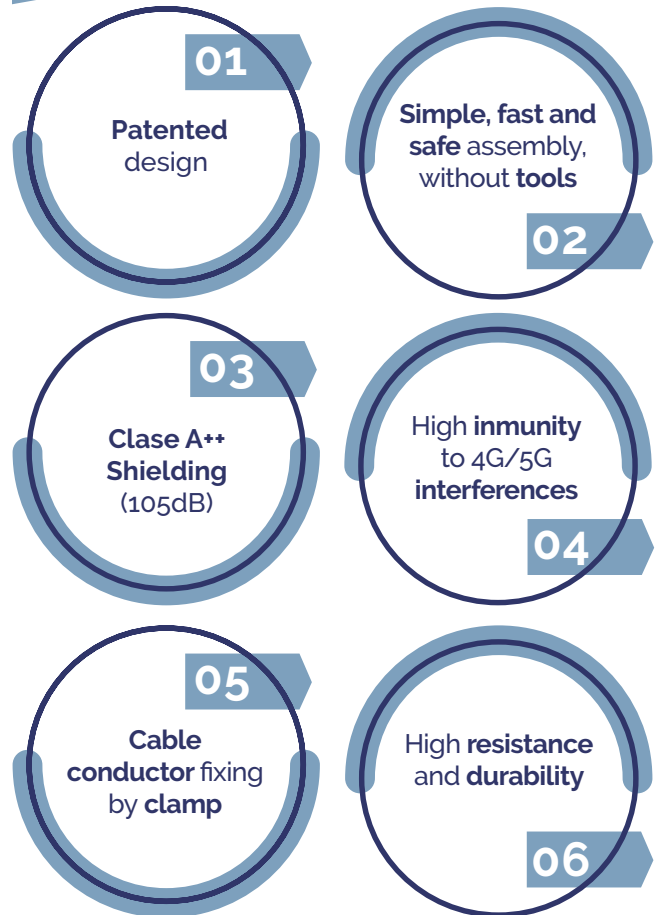 01
Patented
design
Simple, fast and
safe assembly,
without tools
02
03
Clase A++
Shielding
(105dB)
High inmunity
to 4G/5G
interferences
04
05
Cable
conductor fixing
by clamp
High resistance
and durability
06